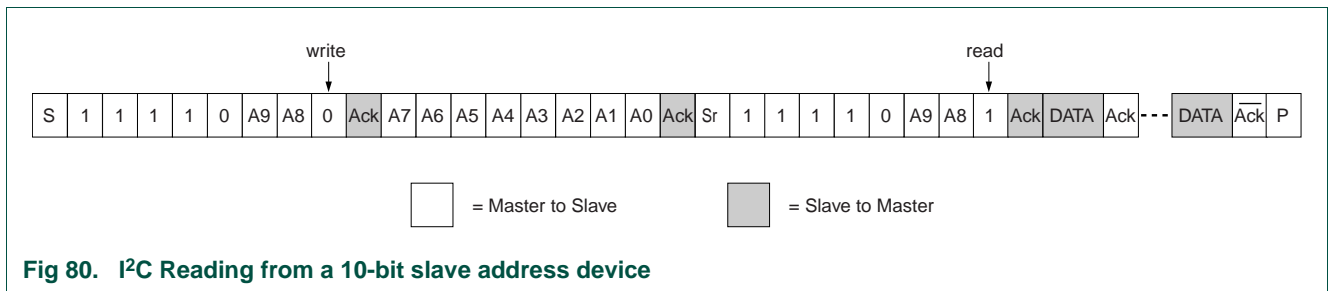 write read
S 1 1 1 1 0 A9 A8 0 Ack A7 A6 A5 A4 A3 A2 A1 A0 Ack Sr 1 1 1 1 0 A9 A8 1 Ack DATA Ack DATA A̅c̅k̅ P
= Master to Slave = Slave to Master
Fig 80. I²C Reading from a 10-bit slave address device